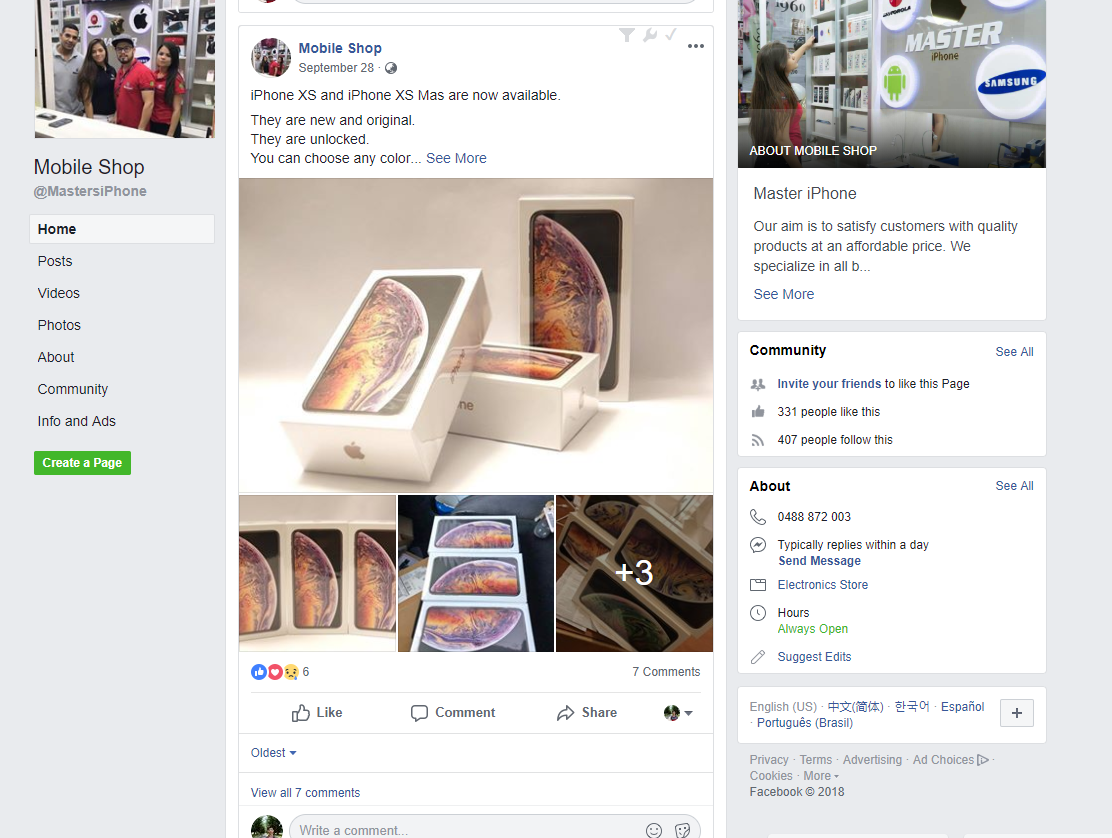 Mobile Shop
@MastersiPhone
Home
Posts
Videos
Photos
About
Community
Info and Ads
Create a Page
Mobile Shop
September 28 ·
iPhone XS and iPhone XS Mas are now available.
They are new and original.
They are unlocked.
You can choose any color... See More
+3
6
7 Comments
Like
Comment
Share
Oldest
View all 7 comments
Write a comment...
MASTER
iPhone
SAMSUNG
ABOUT MOBILE SHOP
Master iPhone
Our aim is to satisfy customers with quality
products at an affordable price. We
specialize in all b...
See More
Community
See All
Invite your friends to like this Page
331 people like this
407 people follow this
About
See All
0488 872 003
Typically replies within a day
Send Message
Electronics Store
Hours
Always Open
Suggest Edits
English (US) · 中文(简体) · 한국어 · Español
· Português (Brasil)
Privacy · Terms · Advertising · Ad Choices ·
Cookies · More
Facebook © 2018